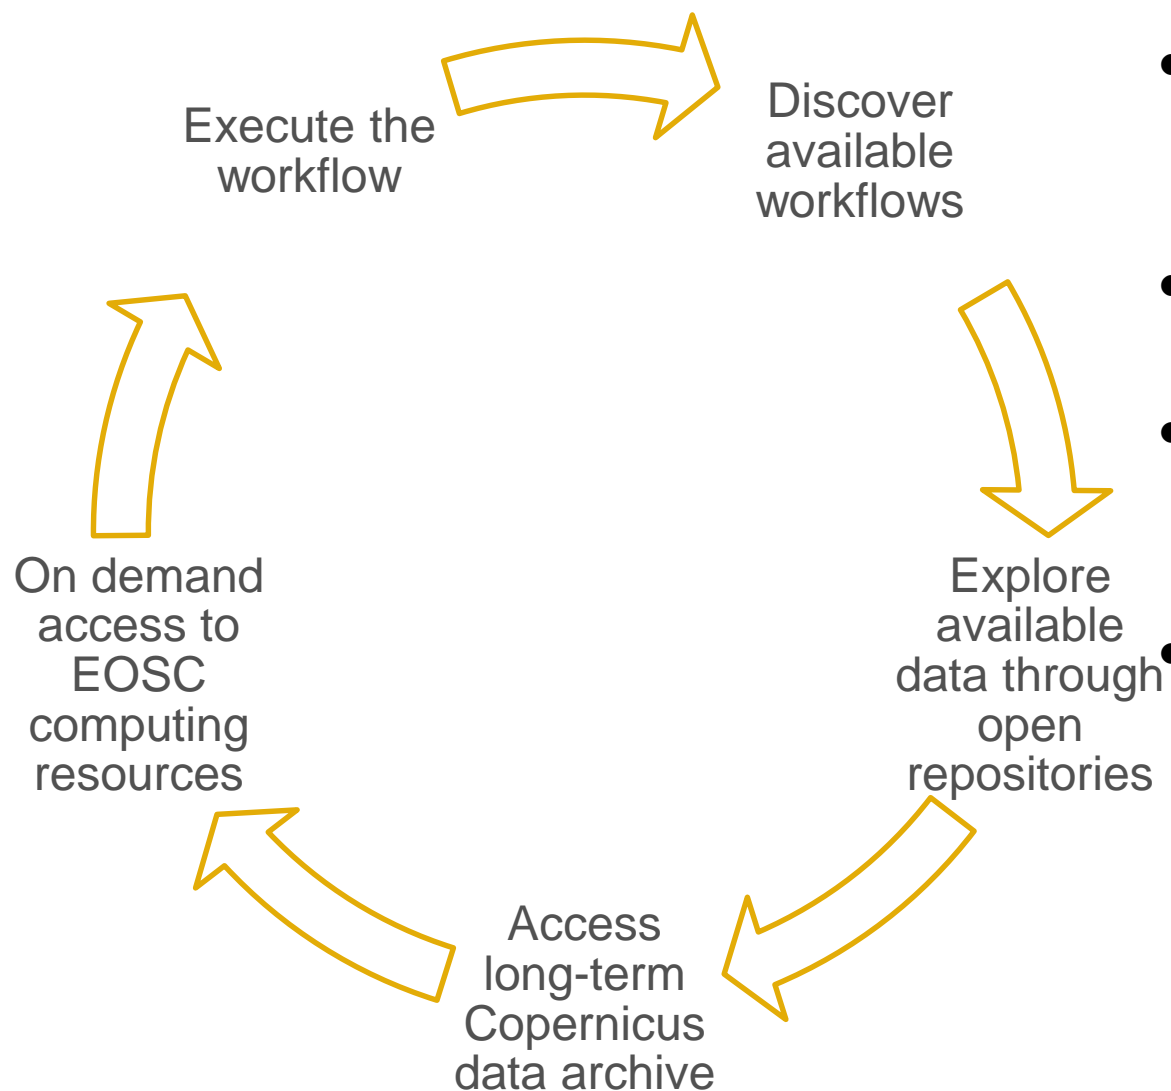 Execute the
workflow
Discover
available
workflows
Explore
available
data through
open
repositories
Access
long-term
Copernicus
data archive
On demand
access to
EOSC
computing
resources